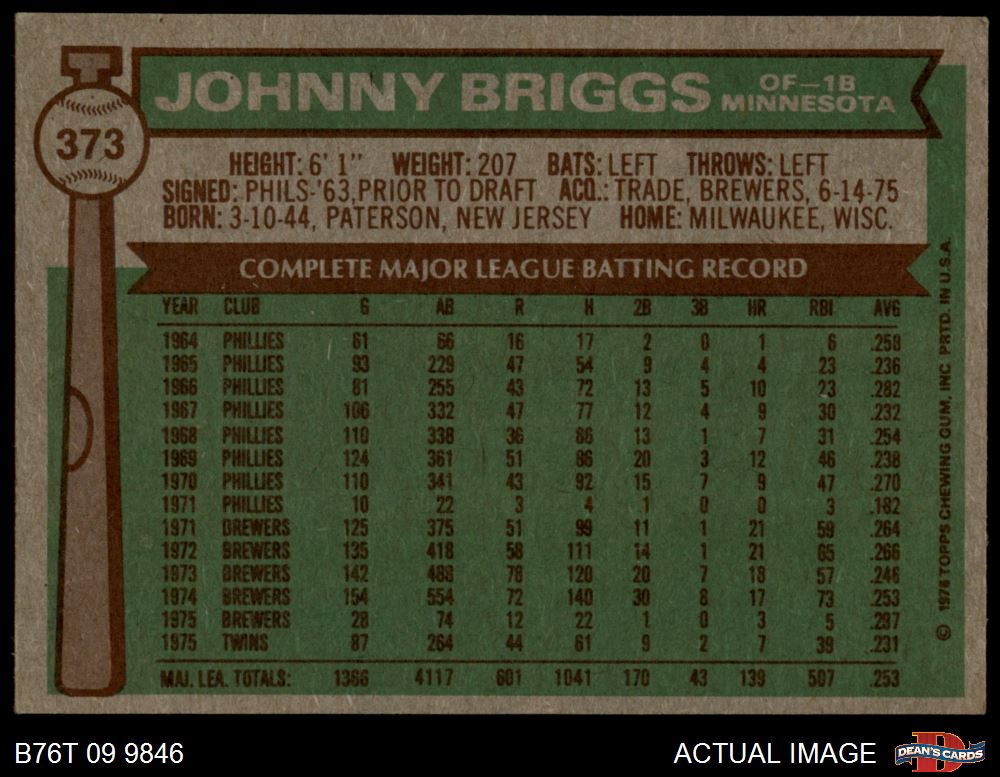 JOHNNY BRIGGS OF-1B MINNESOTA
373
HEIGHT: 6' 1" WEIGHT: 207 BATS: LEFT THROWS: LEFT
SIGNED: PHILS-'63, PRIOR TO DRAFT ACQ.: TRADE, BREWERS, 6-14-75
BORN: 3-10-44, PATERSON, NEW JERSEY HOME: MILWAUKEE, WISC.
COMPLETE MAJOR LEAGUE BATTING RECORD
YEAR CLUB G AB R H 2B 3B HR RBI AVG
1964 PHILLIES 61 66 16 17 2 0 1 6 .258
1965 PHILLIES 93 229 47 54 9 4 4 23 .236
1966 PHILLIES 81 255 43 72 13 5 10 23 .282
1967 PHILLIES 106 332 47 77 12 4 9 30 .232
1968 PHILLIES 110 338 36 86 13 1 7 31 .254
1969 PHILLIES 124 361 51 86 20 3 12 46 .238
1970 PHILLIES 110 341 43 92 15 7 9 47 .270
1971 PHILLIES 10 22 3 4 1 0 0 3 .182
1971 BREWERS 125 375 51 99 11 1 21 59 .264
1972 BREWERS 135 418 58 111 14 1 21 65 .266
1973 BREWERS 142 488 78 120 20 7 18 57 .246
1974 BREWERS 154 554 72 140 30 8 17 73 .253
1975 BREWERS 28 74 12 22 1 0 3 5 .297
1975 TWINS 87 264 44 61 9 2 7 39 .231
MAJ. LEA. TOTALS: 1366 4117 601 1041 170 43 139 507 .253
© 1976 TOPPS CHEWING GUM, INC PRTD. IN U.S.A.
B76T 09 9846 ACTUAL IMAGE DEAN'S CARDS